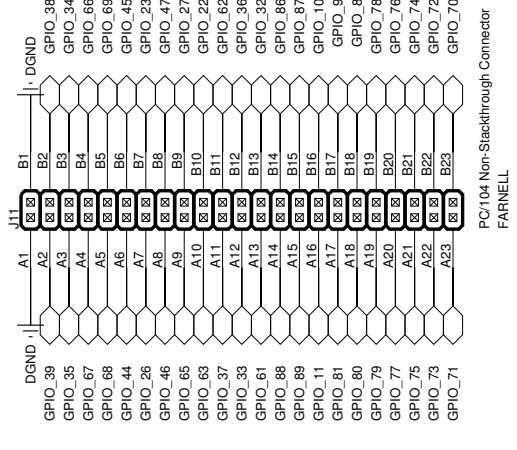 J11
DGND A1 B1 DGND
GPIO_39 A2 B2 GPIO_38
GPIO_35 A3 B3 GPIO_34
GPIO_67 A4 B4 GPIO_66
GPIO_68 A5 B5 GPIO_69
GPIO_44 A6 B6 GPIO_45
GPIO_26 A7 B7 GPIO_23
GPIO_46 A8 B8 GPIO_47
GPIO_65 A9 B9 GPIO_27
GPIO_63 A10 B10 GPIO_22
GPIO_37 A11 B11 GPIO_62
GPIO_33 A12 B12 GPIO_36
GPIO_61 A13 B13 GPIO_32
GPIO_88 A14 B14 GPIO_86
GPIO_89 A15 B15 GPIO_87
GPIO_11 A16 B16 GPIO_10
GPIO_81 A17 B17 GPIO_9
GPIO_80 A18 B18 GPIO_8
GPIO_79 A19 B19 GPIO_78
GPIO_77 A20 B20 GPIO_76
GPIO_75 A21 B21 GPIO_74
GPIO_73 A22 B22 GPIO_72
GPIO_71 A23 B23 GPIO_70
PC/104 Non-Stackthrough Connector
FARNELL